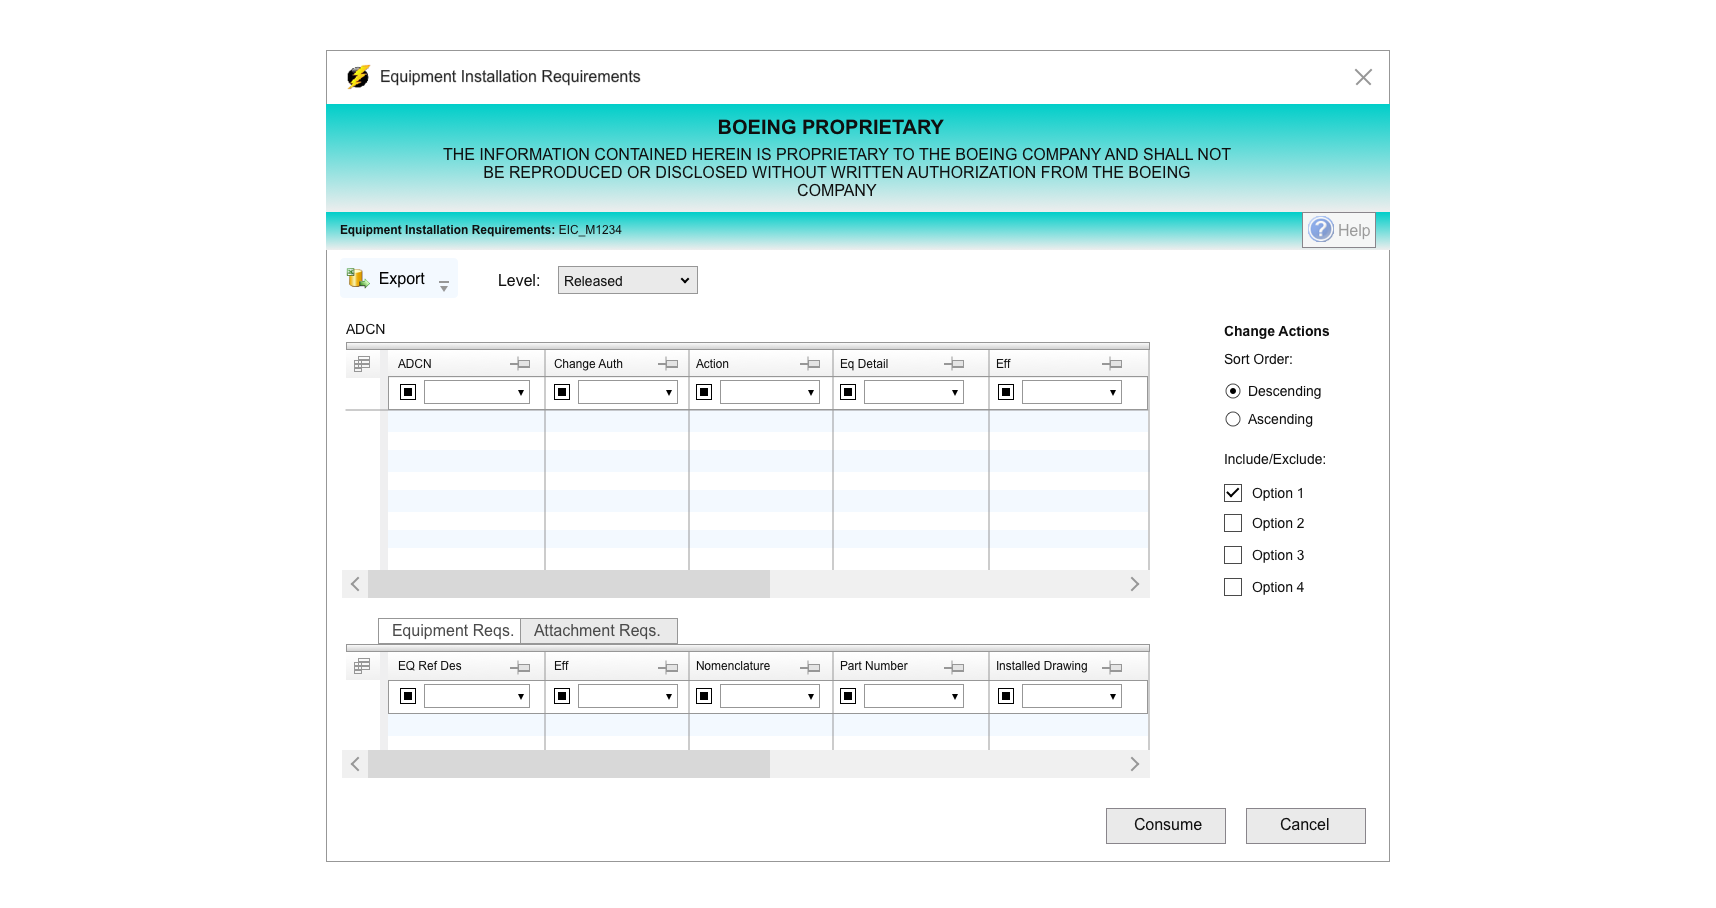 Equipment Installation Requirements
BOEING PROPRIETARY
THE INFORMATION CONTAINED HEREIN IS PROPRIETARY TO THE BOEING COMPANY AND SHALL NOT
BE REPRODUCED OR DISCLOSED WITHOUT WRITTEN AUTHORIZATION FROM THE BOEING
COMPANY
Equipment Installation Requirements: EIC_M1234
? Help
Export
Level: Released
ADCN
ADCN Change Auth Action Eq Detail Eff
Change Actions
Sort Order:
Descending
Ascending
Include/Exclude:
Option 1
Option 2
Option 3
Option 4
Equipment Reqs. Attachment Reqs.
EQ Ref Des Eff Nomenclature Part Number Installed Drawing
Consume Cancel